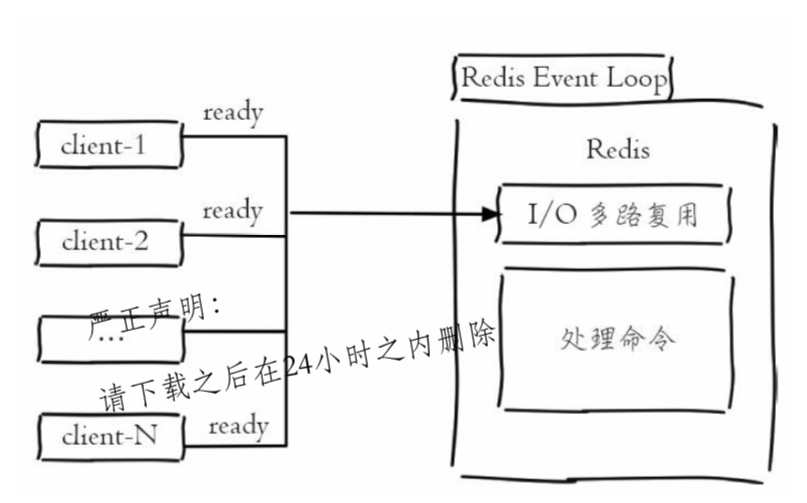 Redis Event Loop
ready
client-1
Redis
ready
I/O 多路复用
client-2
严正声明：
...
处理命令
请下载之后在24小时之内删除
client-N
ready